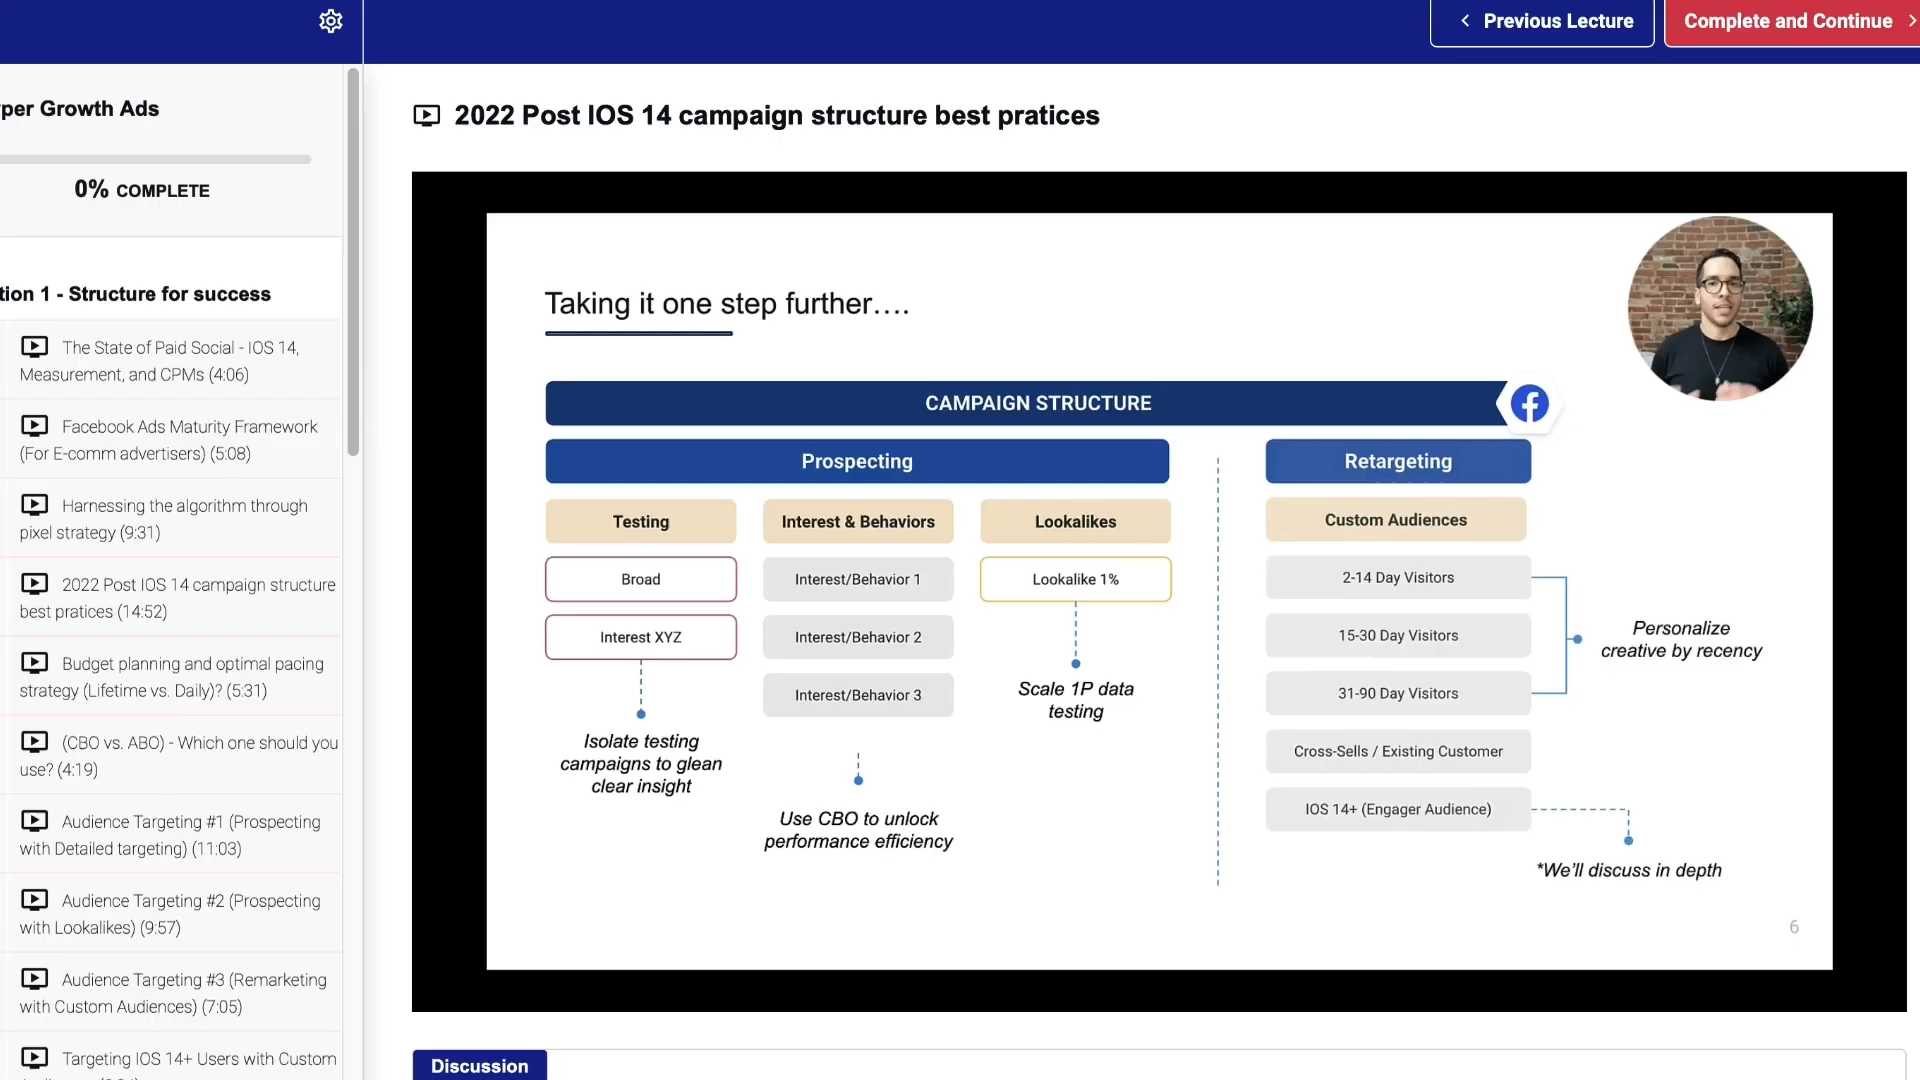 Previous Lecture
Complete and Continue
per Growth Ads
0% COMPLETE
tion 1 - Structure for success
The State of Paid Social - IOS 14,
Measurement, and CPMs (4:06)
Facebook Ads Maturity Framework
(For E-comm advertisers) (5:08)
Harnessing the algorithm through
pixel strategy (9:31)
2022 Post IOS 14 campaign structure
best pratices (14:52)
Budget planning and optimal pacing
strategy (Lifetime vs. Daily)? (5:31)
(CBO vs. ABO) - Which one should you
use? (4:19)
Audience Targeting #1 (Prospecting
with Detailed targeting) (11:03)
Audience Targeting #2 (Prospecting
with Lookalikes) (9:57)
Audience Targeting #3 (Remarketing
with Custom Audiences) (7:05)
Targeting IOS 14+ Users with Custom
2022 Post IOS 14 campaign structure best pratices
Taking it one step further....
CAMPAIGN STRUCTURE
Prospecting
Testing
Broad
Interest XYZ
Isolate testing
campaigns to glean
clear insight
Interest & Behaviors
Interest/Behavior 1
Interest/Behavior 2
Interest/Behavior 3
Use CBO to unlock
performance efficiency
Lookalikes
Lookalike 1%
Scale 1P data
testing
Retargeting
Custom Audiences
2-14 Day Visitors
15-30 Day Visitors
31-90 Day Visitors
Cross-Sells / Existing Customer
IOS 14+ (Engager Audience)
Personalize
creative by recency
*We'll discuss in depth
6
Discussion